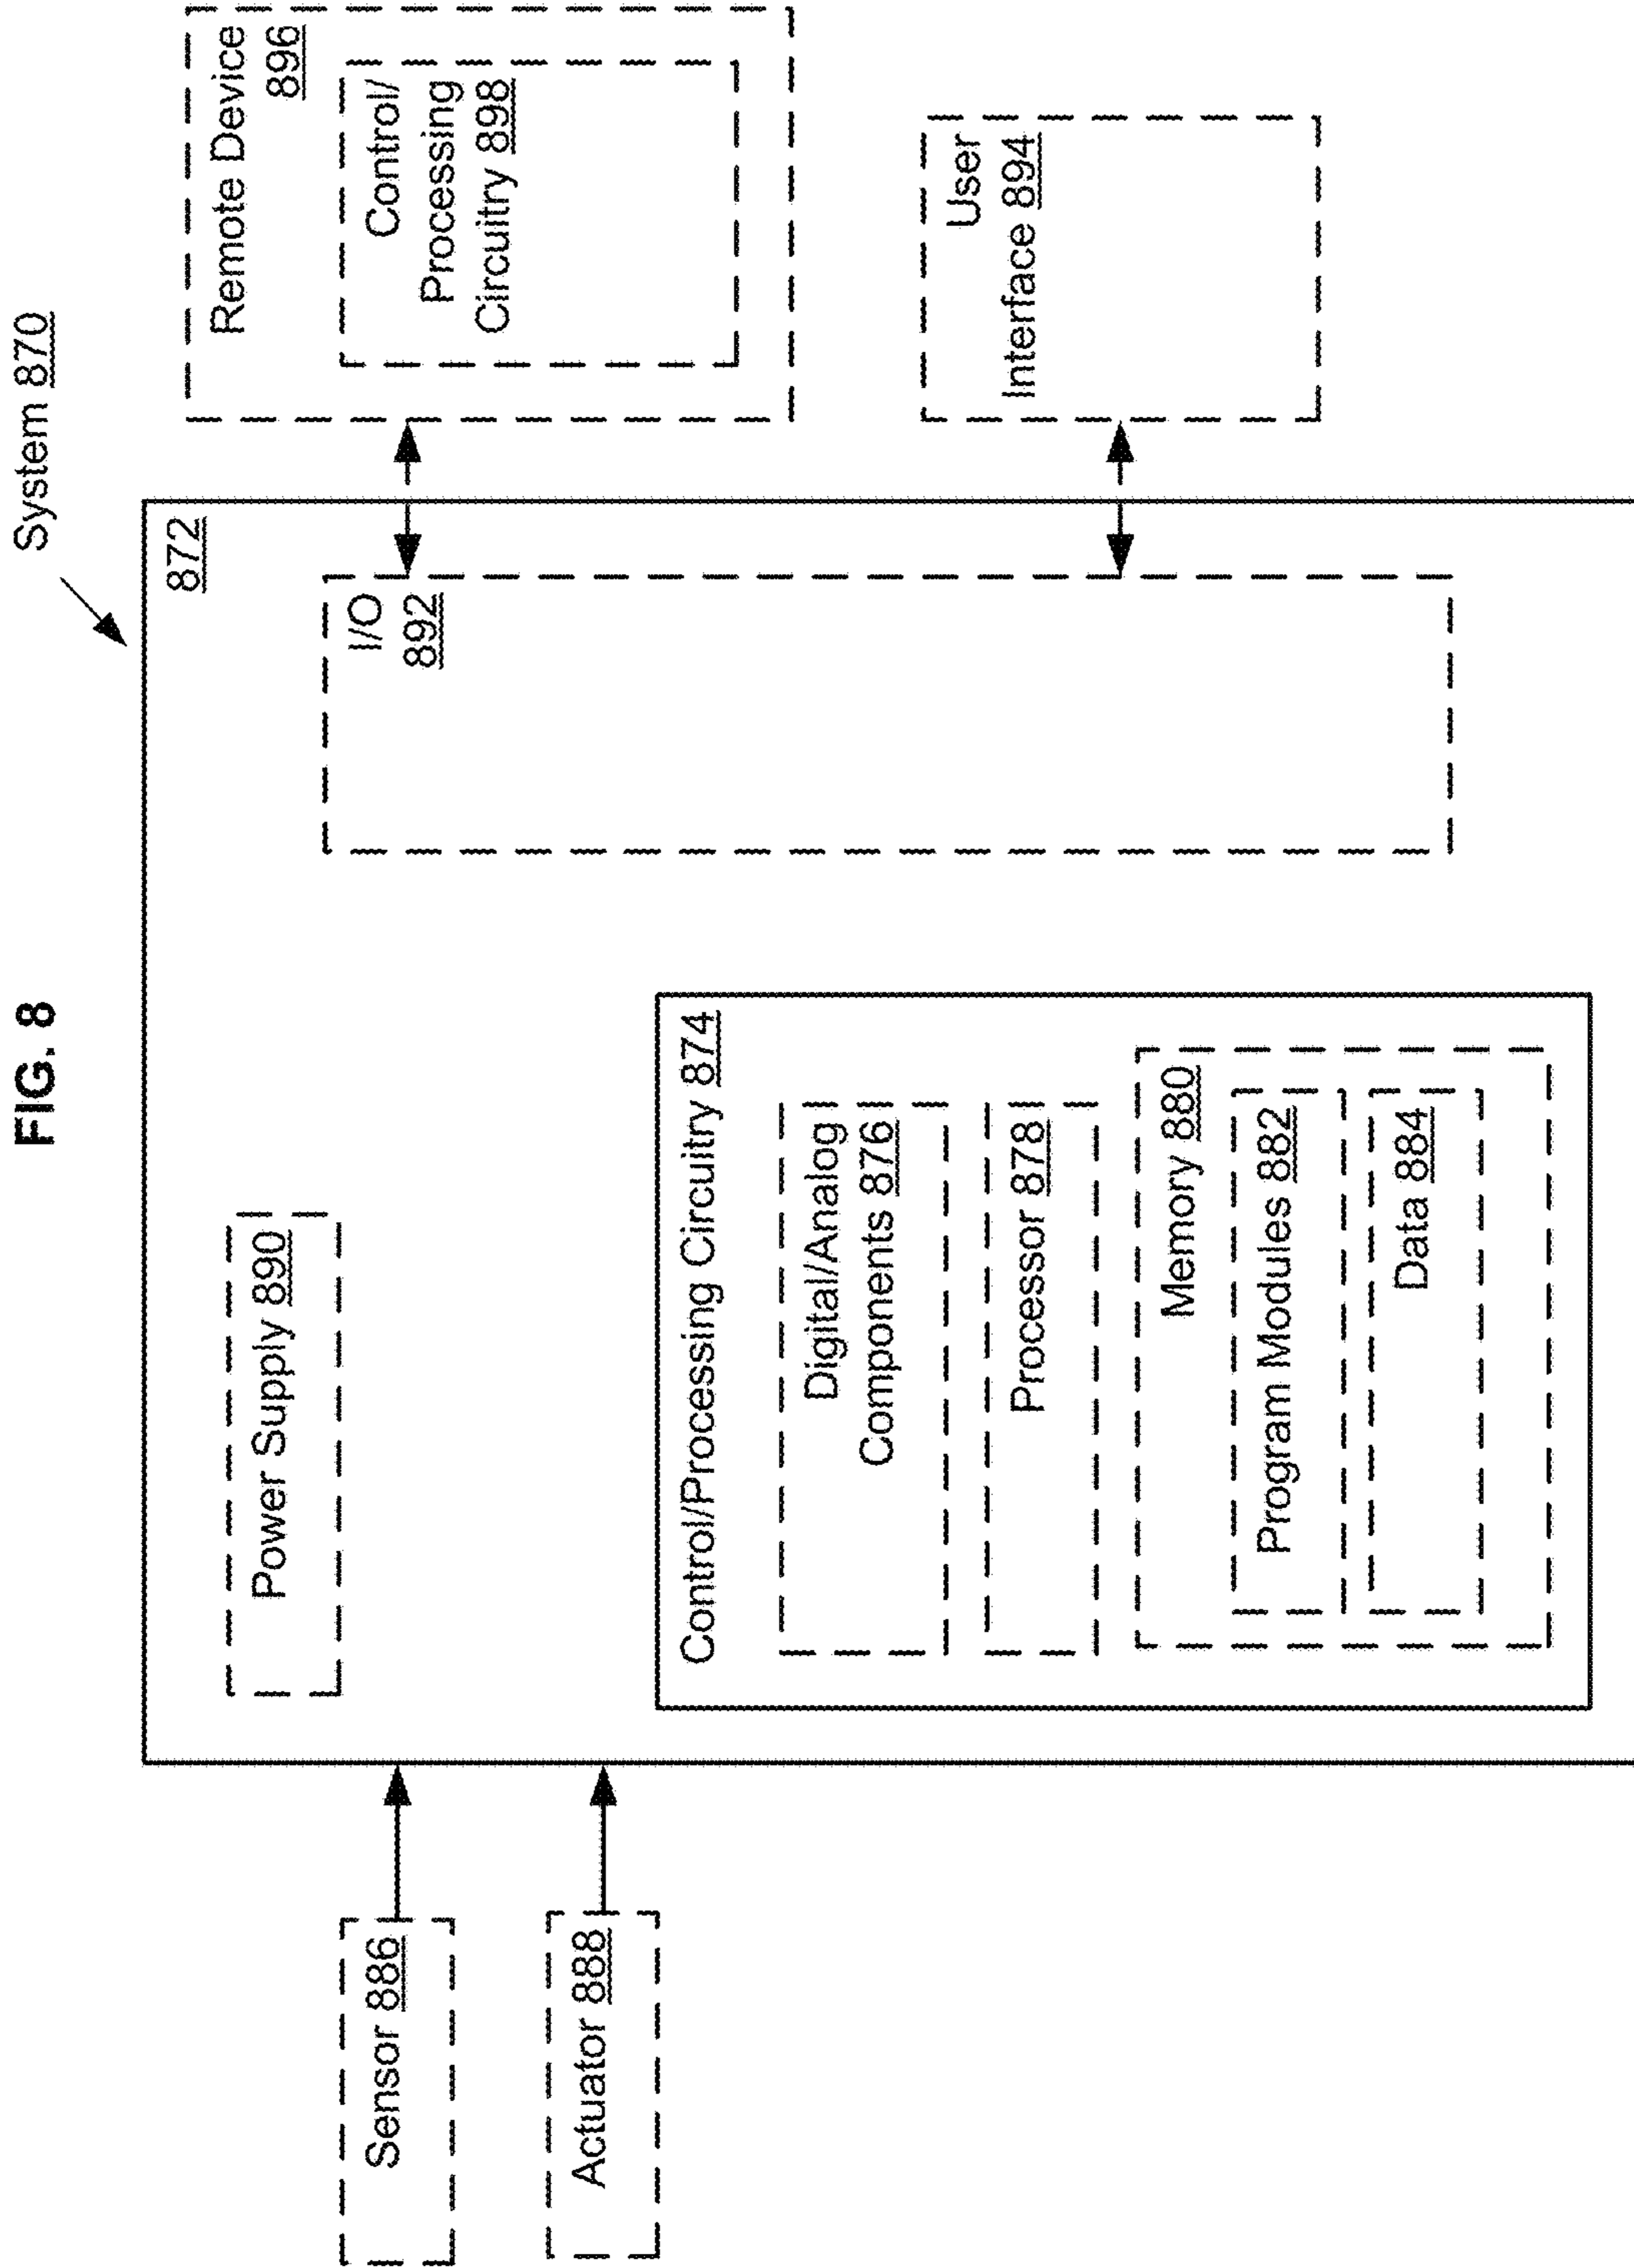 FIG. 8
System 870
872
Power Supply 890
Sensor 886
Actuator 888
Control/Processing Circuitry 874
Digital/Analog
Components 876
Processor 878
Memory 880
Program Modules 882
Data 884
I/O
892
Remote Device
896
Control/
Processing
Circuitry 898
User
Interface 894